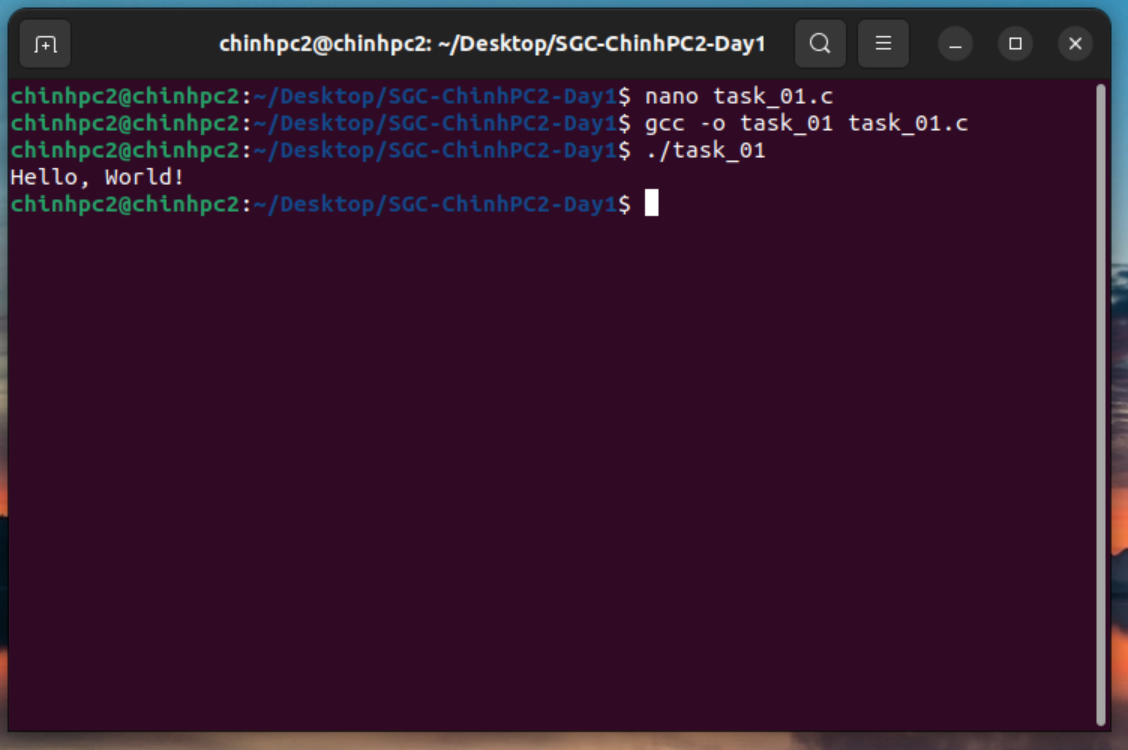 chinhpc2@chinhpc2: ~/Desktop/SGC-ChinhPC2-Day1
chinhpc2@chinhpc2:~/Desktop/SGC-ChinhPC2-Day1$ nano task_01.c
chinhpc2@chinhpc2:~/Desktop/SGC-ChinhPC2-Day1$ gcc -o task_01 task_01.c
chinhpc2@chinhpc2:~/Desktop/SGC-ChinhPC2-Day1$ ./task_01
Hello, World!
chinhpc2@chinhpc2:~/Desktop/SGC-ChinhPC2-Day1$